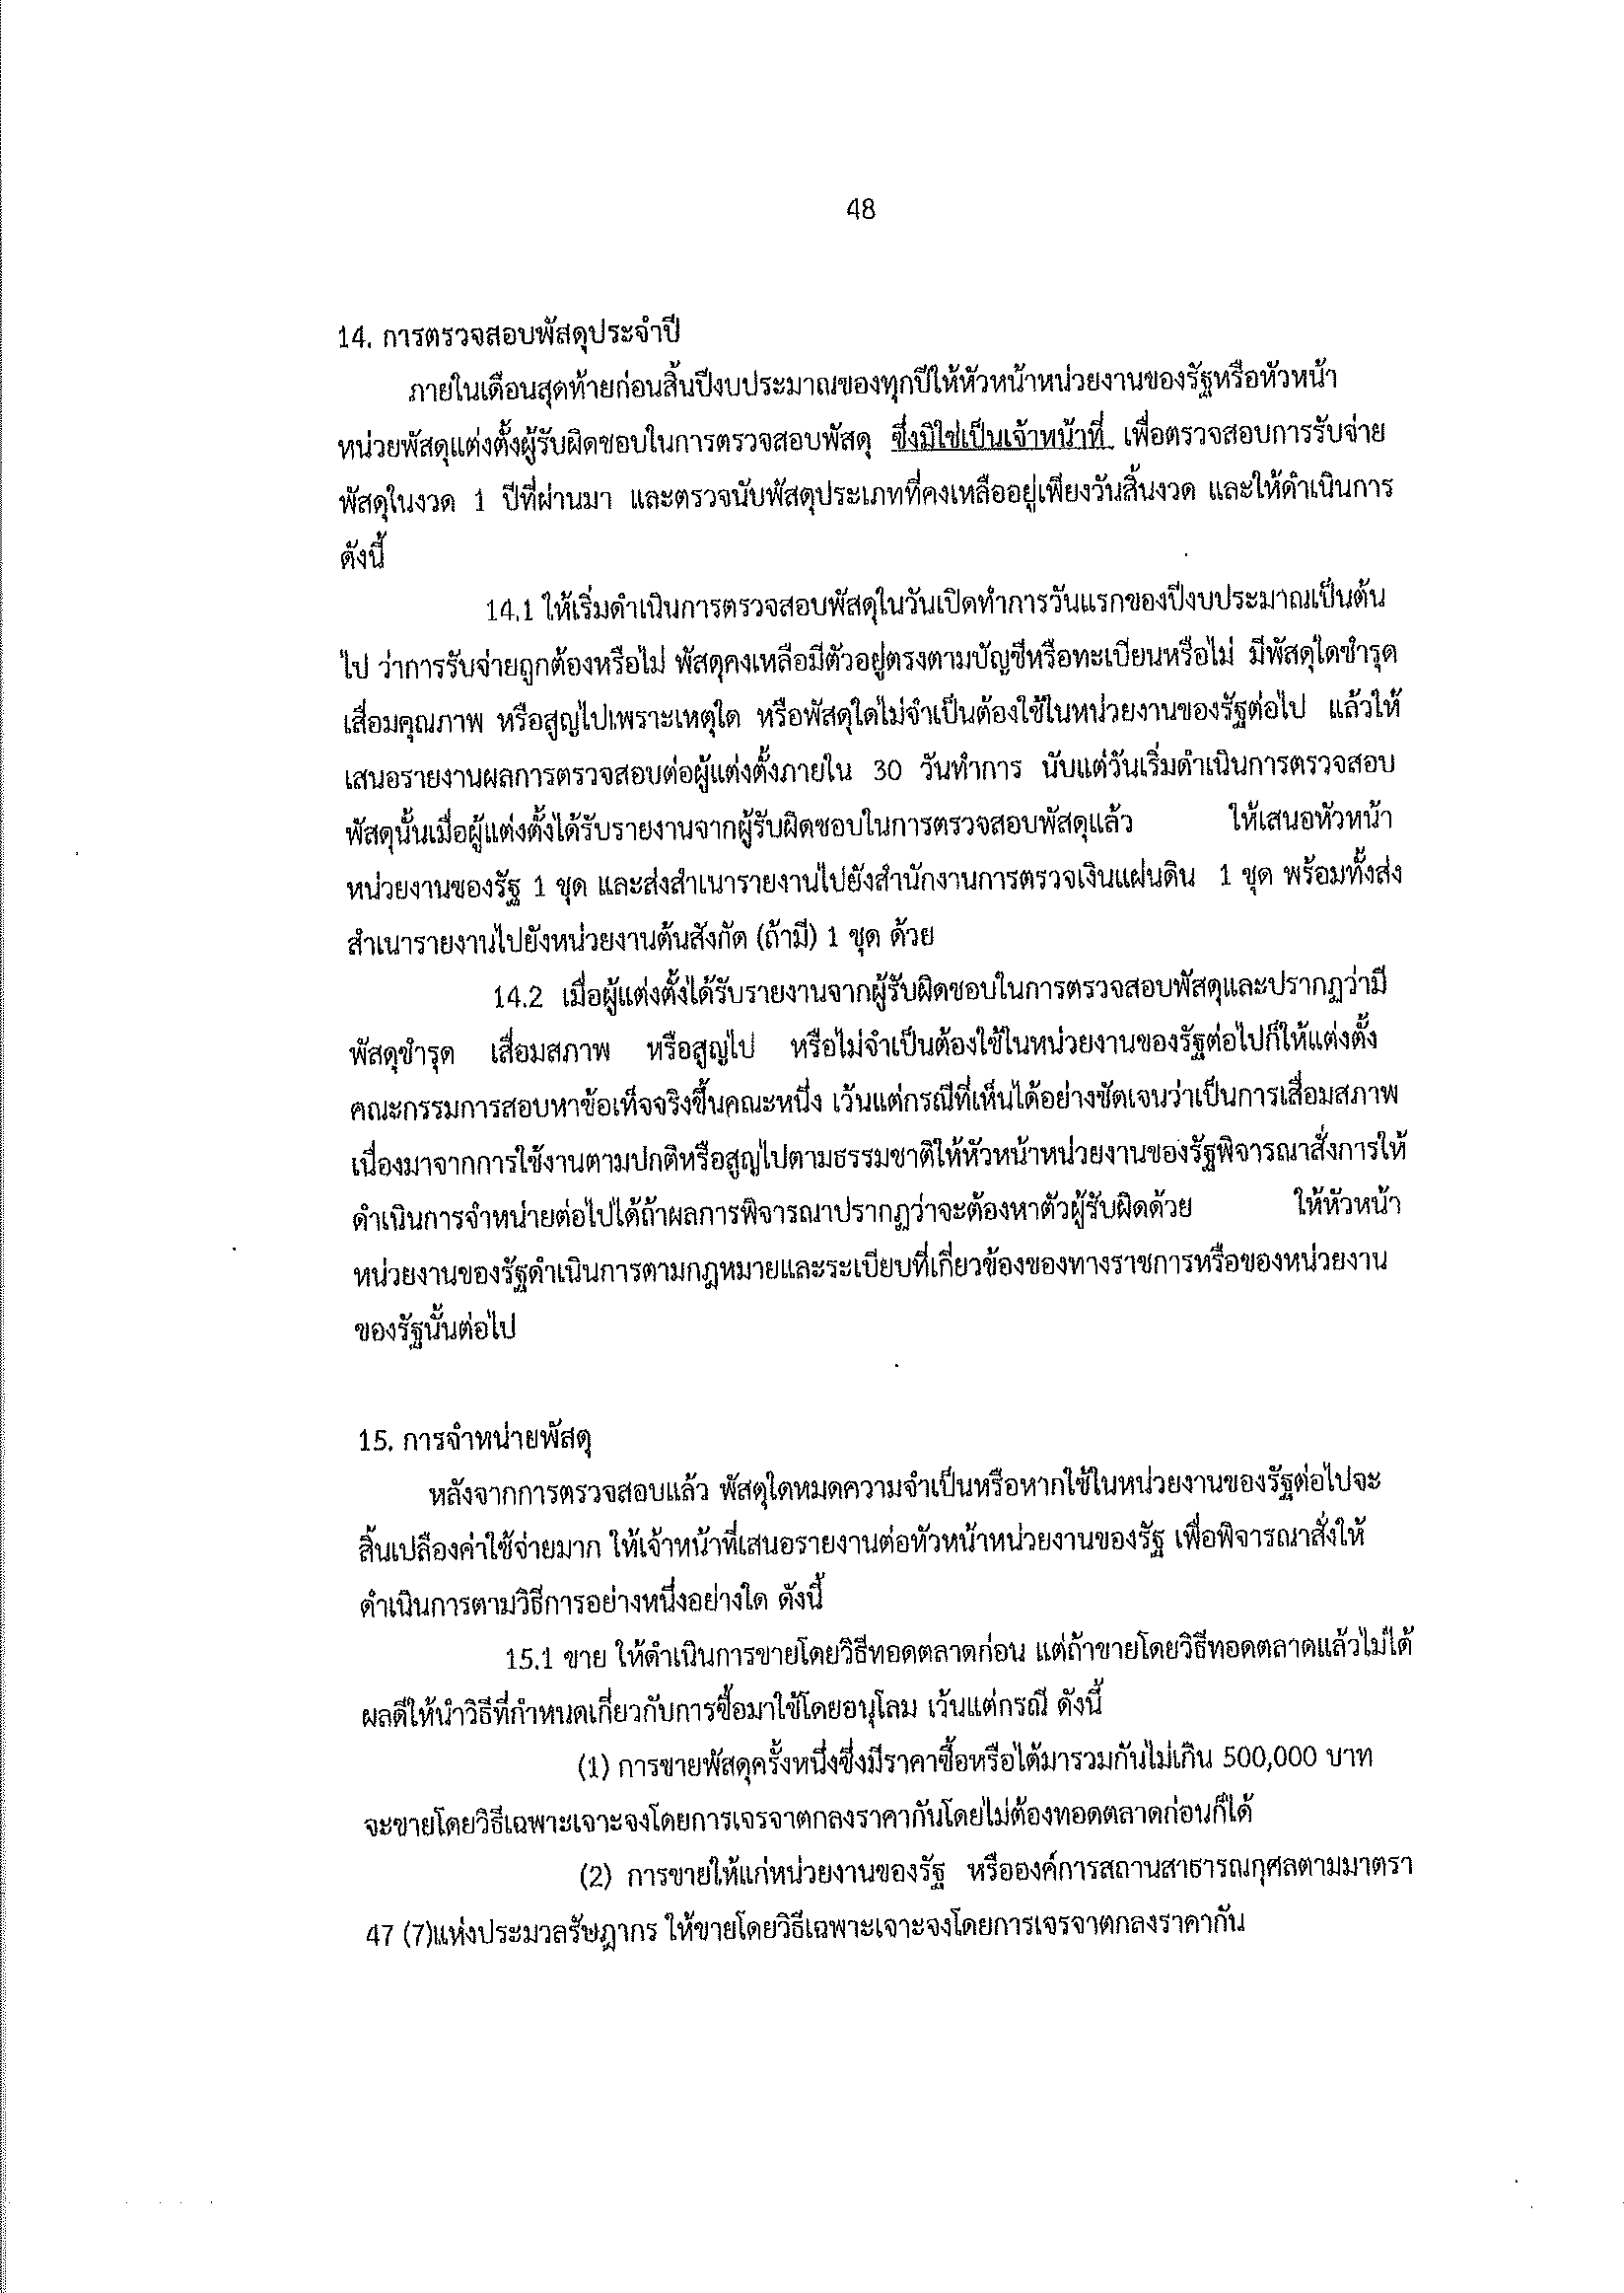 48
14. การตรวจสอบพัสดุประจำปี
ภายในเดือนสุดท้ายก่อนสิ้นปีงบประมาณของทุกปีให้หัวหน้าหน่วยงานของรัฐหรือหัวหน้า
หน่วยพัสดุแต่งตั้งผู้รับผิดชอบในการตรวจสอบพัสดุ ซึ่งมิใช่เป็นเจ้าหน้าที่ เพื่อตรวจสอบการรับจ่าย
พัสดุในงวด 1 ปีที่ผ่านมา และตรวจนับพัสดุประเภทที่คงเหลืออยู่เพียงวันสิ้นงวด และให้ดำเนินการ
ดังนี้
14.1 ให้เริ่มดำเนินการตรวจสอบพัสดุในวันเปิดทำการวันแรกของปีงบประมาณเป็นต้น
ไป ว่าการรับจ่ายถูกต้องหรือไม่ พัสดุคงเหลือมีตัวอยู่ตรงตามบัญชีหรือทะเบียนหรือไม่ มีพัสดุใดชำรุด
เสื่อมคุณภาพ หรือสูญไปเพราะเหตุใด หรือพัสดุใดไม่จำเป็นต้องใช้ในหน่วยงานของรัฐต่อไป แล้วให้
เสนอรายงานผลการตรวจสอบต่อผู้แต่งตั้งภายใน 30 วันทำการ นับแต่วันเริ่มดำเนินการตรวจสอบ
พัสดุนั้นเมื่อผู้แต่งตั้งได้รับรายงานจากผู้รับผิดชอบในการตรวจสอบพัสดุแล้ว ให้เสนอหัวหน้า
หน่วยงานของรัฐ 1 ชุด และส่งสำเนารายงานไปยังสำนักงานการตรวจเงินแผ่นดิน 1 ชุด พร้อมทั้งส่ง
สำเนารายงานไปยังหน่วยงานต้นสังกัด (ถ้ามี) 1 ชุด ด้วย
14.2 เมื่อผู้แต่งตั้งได้รับรายงานจากผู้รับผิดชอบในการตรวจสอบพัสดุและปรากฏว่ามี
พัสดุชำรุด เสื่อมสภาพ หรือสูญไป หรือไม่จำเป็นต้องใช้ในหน่วยงานของรัฐต่อไปก็ให้แต่งตั้ง
คณะกรรมการสอบหาข้อเท็จจริงขึ้นคณะหนึ่ง เว้นแต่กรณีที่เห็นได้อย่างชัดเจนว่าเป็นการเสื่อมสภาพ
เนื่องมาจากการใช้งานตามปกติหรือสูญไปตามธรรมชาติให้หัวหน้าหน่วยงานของรัฐพิจารณาสั่งการให้
ดำเนินการจำหน่ายต่อไปได้ถ้าผลการพิจารณาปรากฏว่าจะต้องหาตัวผู้รับผิดด้วย ให้หัวหน้า
หน่วยงานของรัฐดำเนินการตามกฎหมายและระเบียบที่เกี่ยวข้องของทางราชการหรือของหน่วยงาน
ของรัฐนั้นต่อไป
15. การจำหน่ายพัสดุ
หลังจากการตรวจสอบแล้ว พัสดุใดหมดความจำเป็นหรือหากใช้ในหน่วยงานของรัฐต่อไปจะ
สิ้นเปลืองค่าใช้จ่ายมาก ให้เจ้าหน้าที่เสนอรายงานต่อหัวหน้าหน่วยงานของรัฐ เพื่อพิจารณาสั่งให้
ดำเนินการตามวิธีการอย่างหนึ่งอย่างใด ดังนี้
15.1 ขาย ให้ดำเนินการขายโดยวิธีทอดตลาดก่อน แต่ถ้าขายโดยวิธีทอดตลาดแล้วไม่ได้
ผลดีให้นำวิธีที่กำหนดเกี่ยวกับการซื้อมาใช้โดยอนุโลม เว้นแต่กรณี ดังนี้
(1) การขายพัสดุครั้งหนึ่งซึ่งมีราคาซื้อหรือได้มารวมกันไม่เกิน 500,000 บาท
จะขายโดยวิธีเฉพาะเจาะจงโดยการเจรจาตกลงราคากันโดยไม่ต้องทอดตลาดก่อนก็ได้
(2) การขายให้แก่หน่วยงานของรัฐ หรือองค์การสถานสาธารณกุศลตามมาตรา
47 (7)แห่งประมวลรัษฎากร ให้ขายโดยวิธีเฉพาะเจาะจงโดยการเจรจาตกลงราคากัน